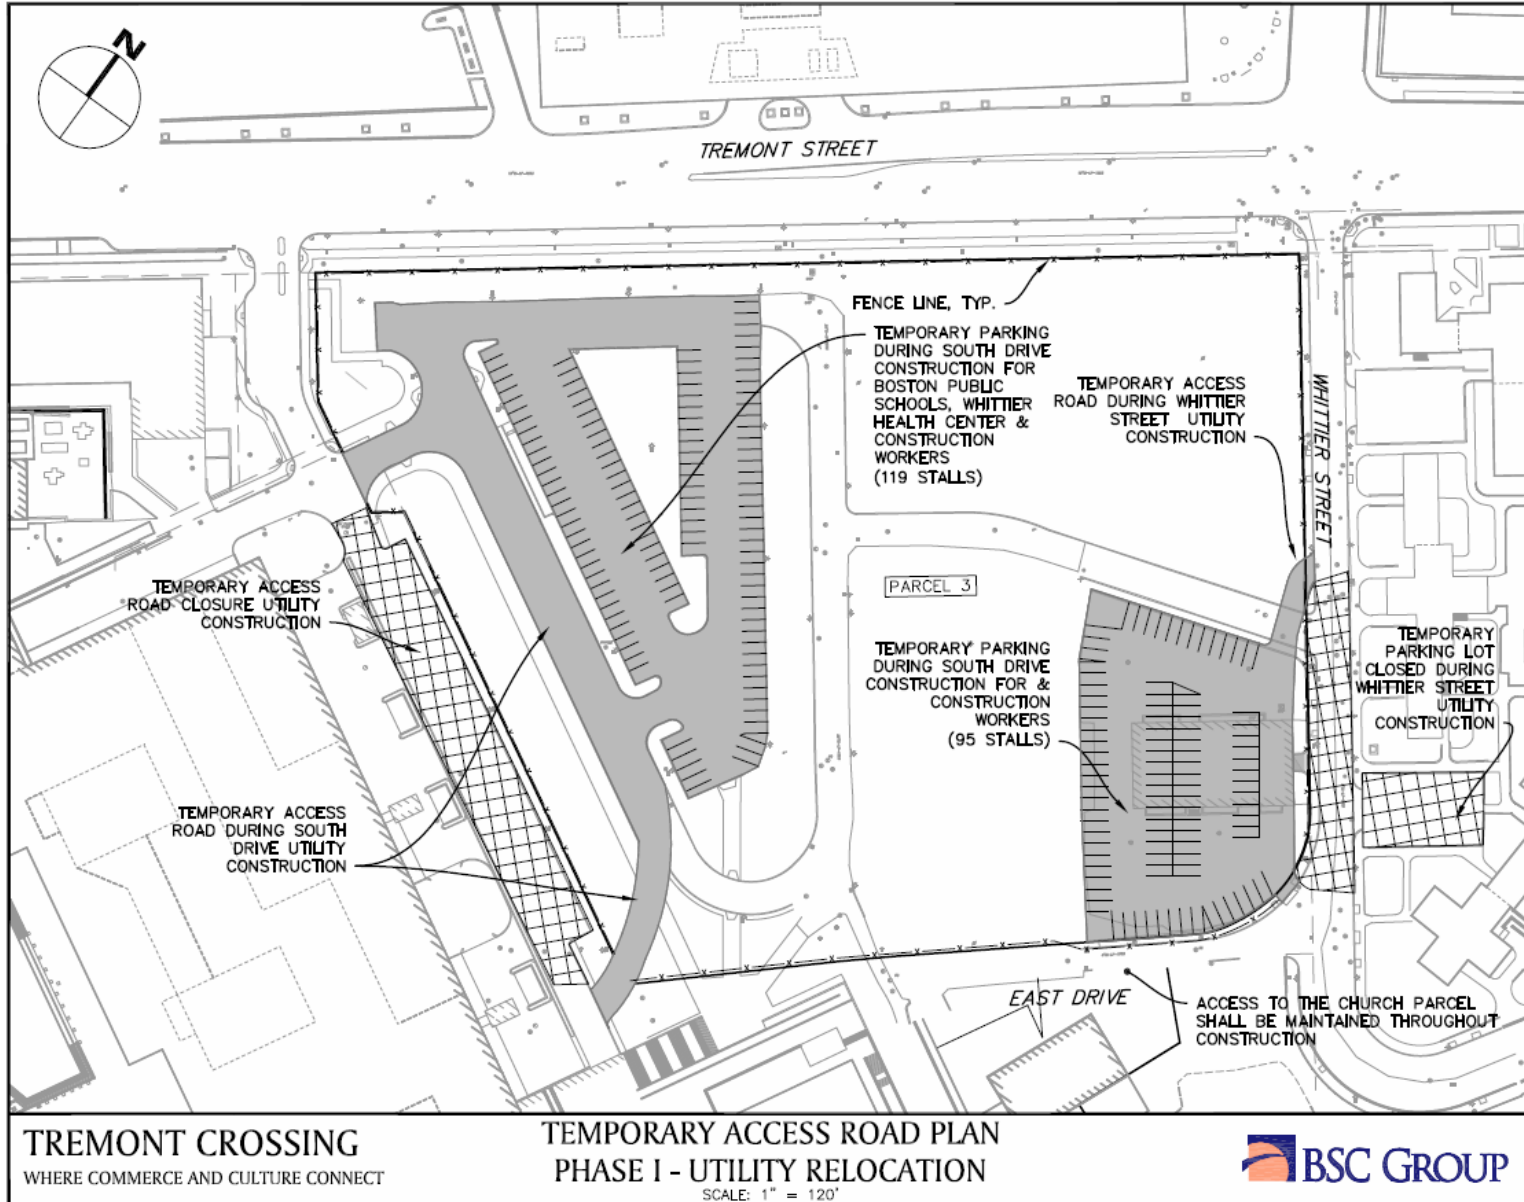 N
TREMONT STREET
FENCE LINE, TYP.
TEMPORARY PARKING
DURING SOUTH DRIVE
CONSTRUCTION FOR
BOSTON PUBLIC
SCHOOLS, WHITTIER
HEALTH CENTER &
CONSTRUCTION
WORKERS
(119 STALLS)
TEMPORARY ACCESS
ROAD DURING WHITTIER
STREET UTILITY
CONSTRUCTION
WHITTIER STREET
TEMPORARY ACCESS
ROAD CLOSURE UTILITY
CONSTRUCTION
PARCEL 3
TEMPORARY PARKING
DURING SOUTH DRIVE
CONSTRUCTION FOR &
CONSTRUCTION
WORKERS
(95 STALLS)
TEMPORARY
PARKING LOT
CLOSED DURING
WHITTIER STREET
UTILITY
CONSTRUCTION
TEMPORARY ACCESS
ROAD DURING SOUTH
DRIVE UTILITY
CONSTRUCTION
EAST DRIVE
ACCESS TO THE CHURCH PARCEL
SHALL BE MAINTAINED THROUGHOUT
CONSTRUCTION
TREMONT CROSSING
WHERE COMMERCE AND CULTURE CONNECT
TEMPORARY ACCESS ROAD PLAN
PHASE I - UTILITY RELOCATION
SCALE: 1" = 120'
BSC GROUP